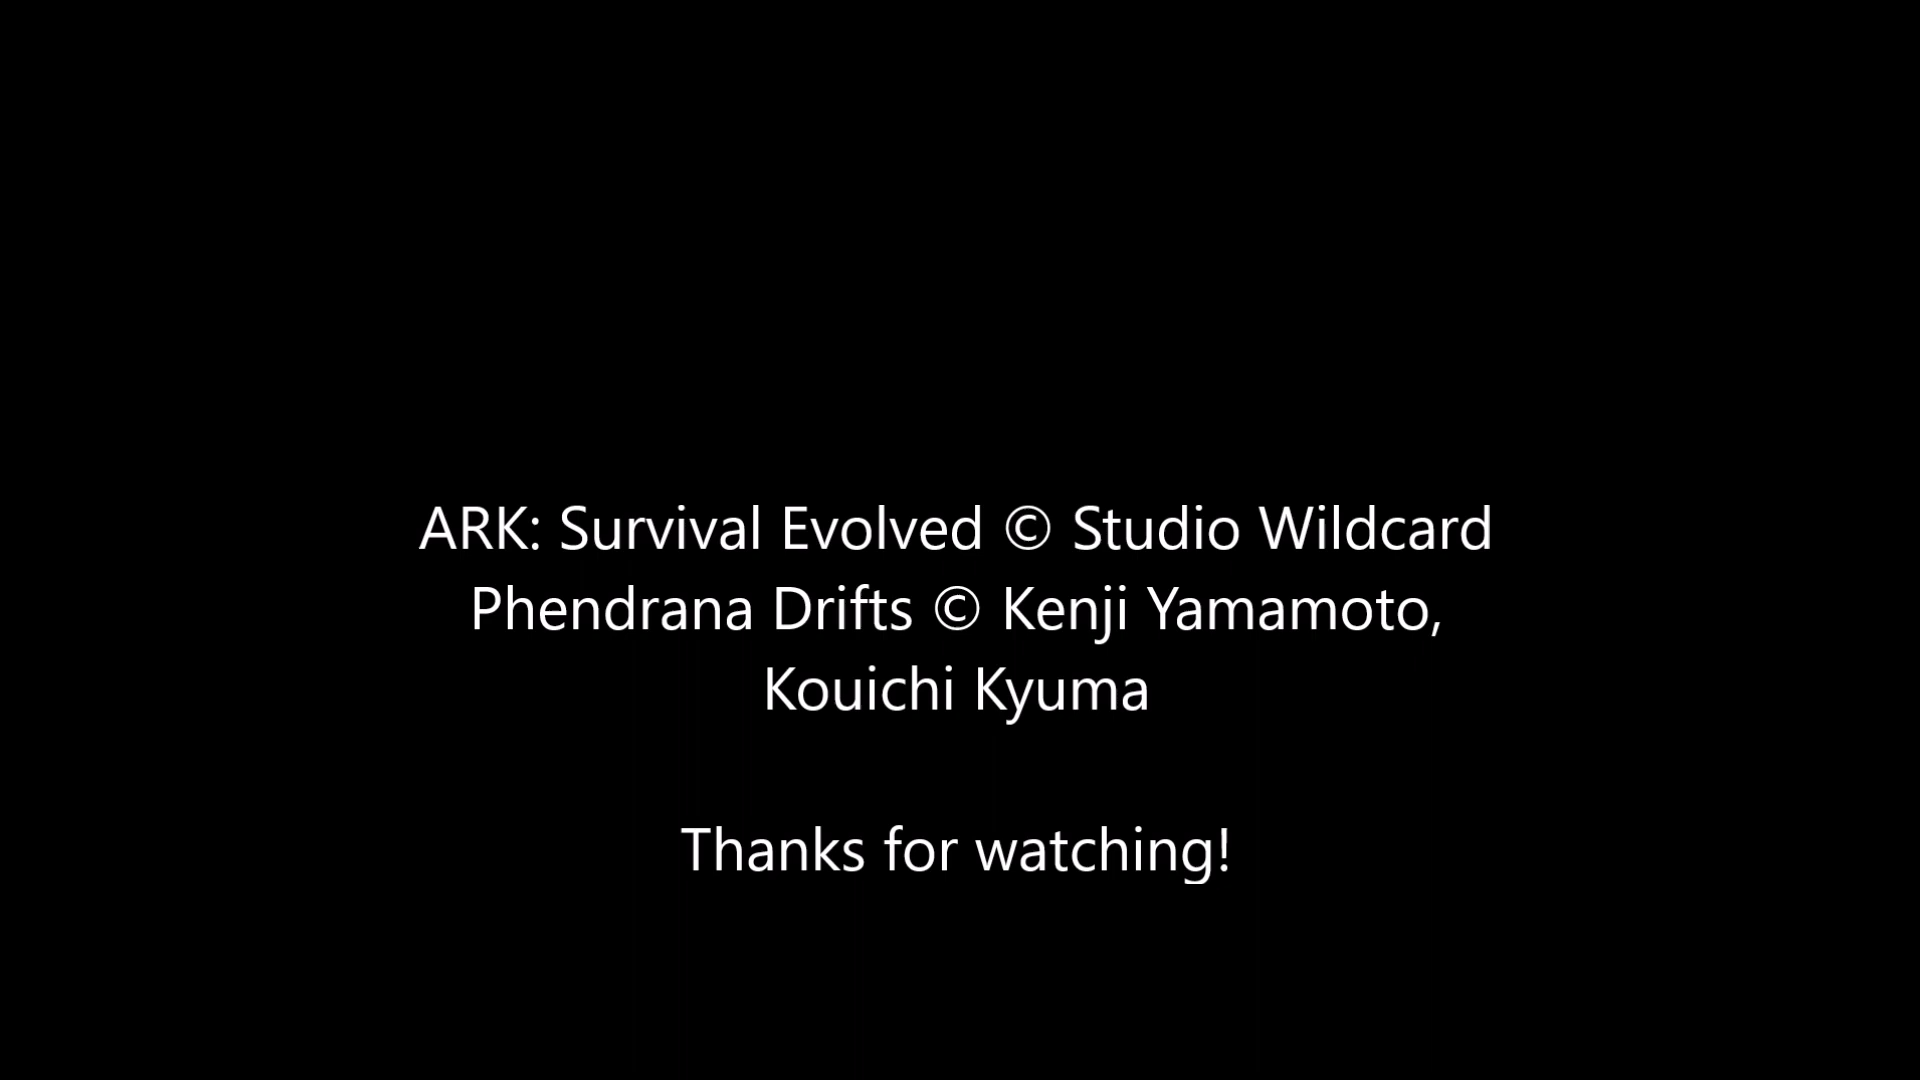 ARK: Survival Evolved © Studio Wildcard
Phendrana Drifts © Kenji Yamamoto,
Kouichi Kyuma
Thanks for watching!